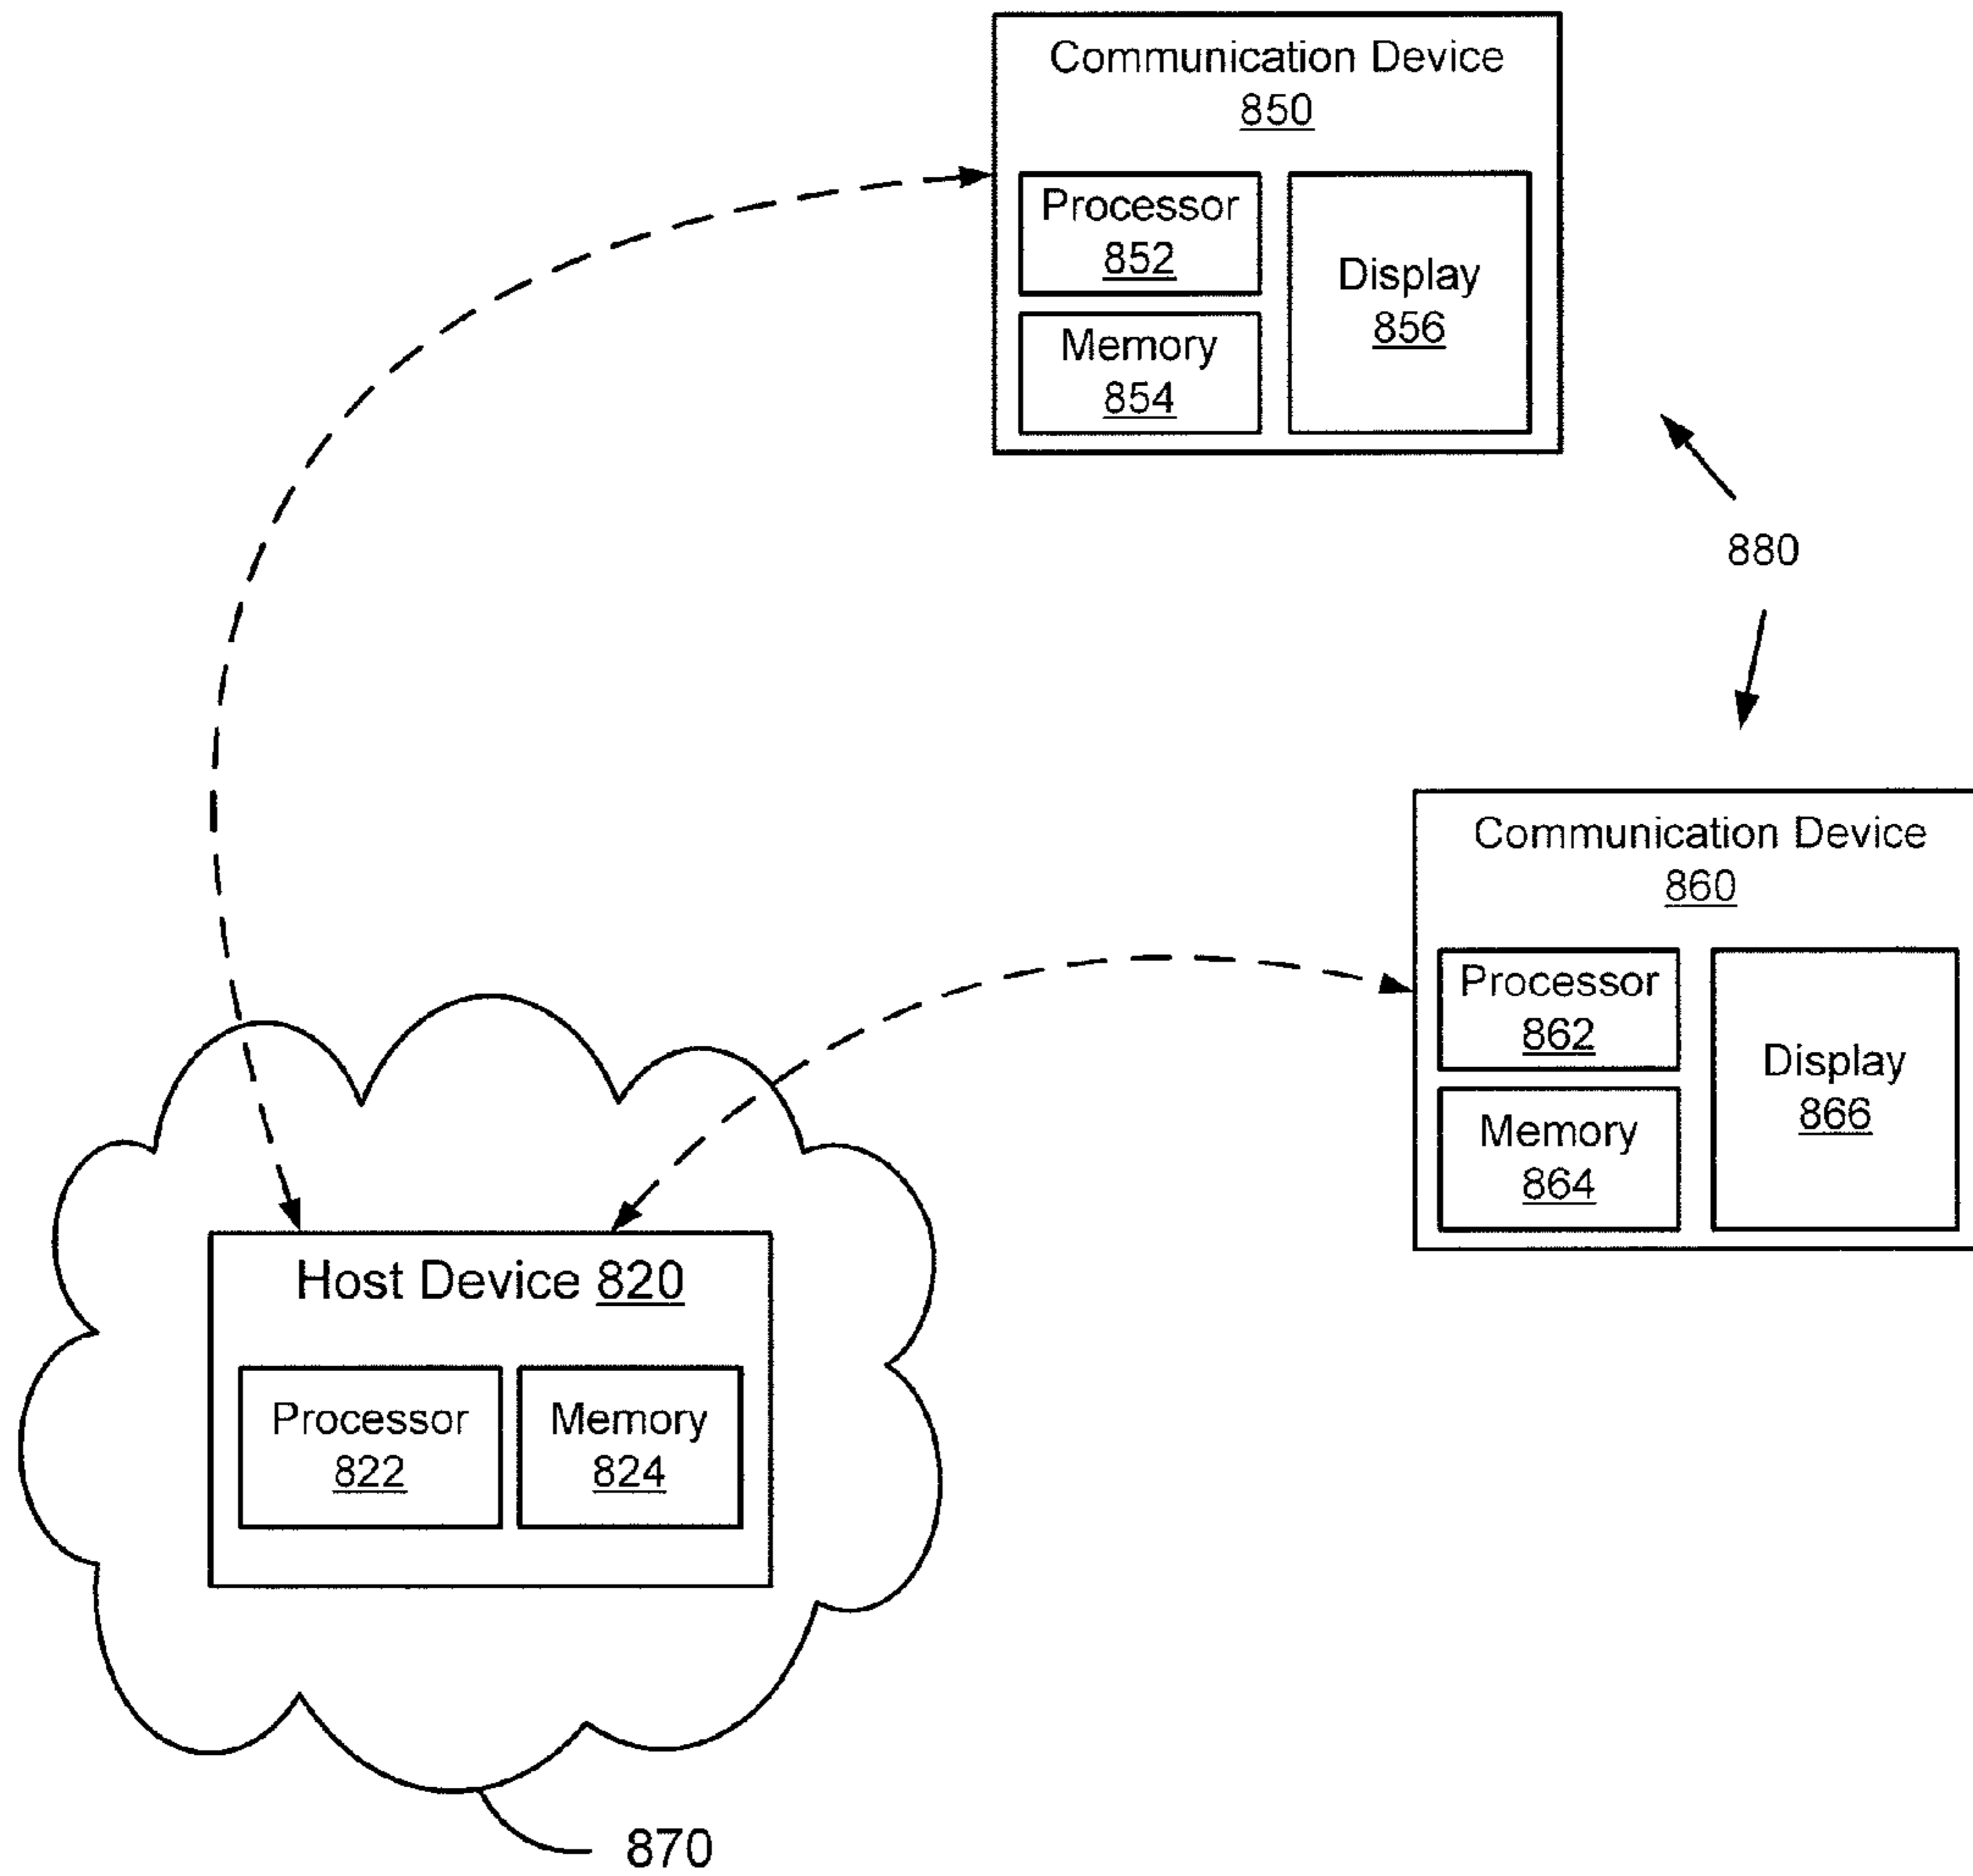 Communication Device
850
Processor
852
Memory
854
Display
856
880
Communication Device
860
Processor
862
Memory
864
Display
866
Host Device 820
Processor
822
Memory
824
870